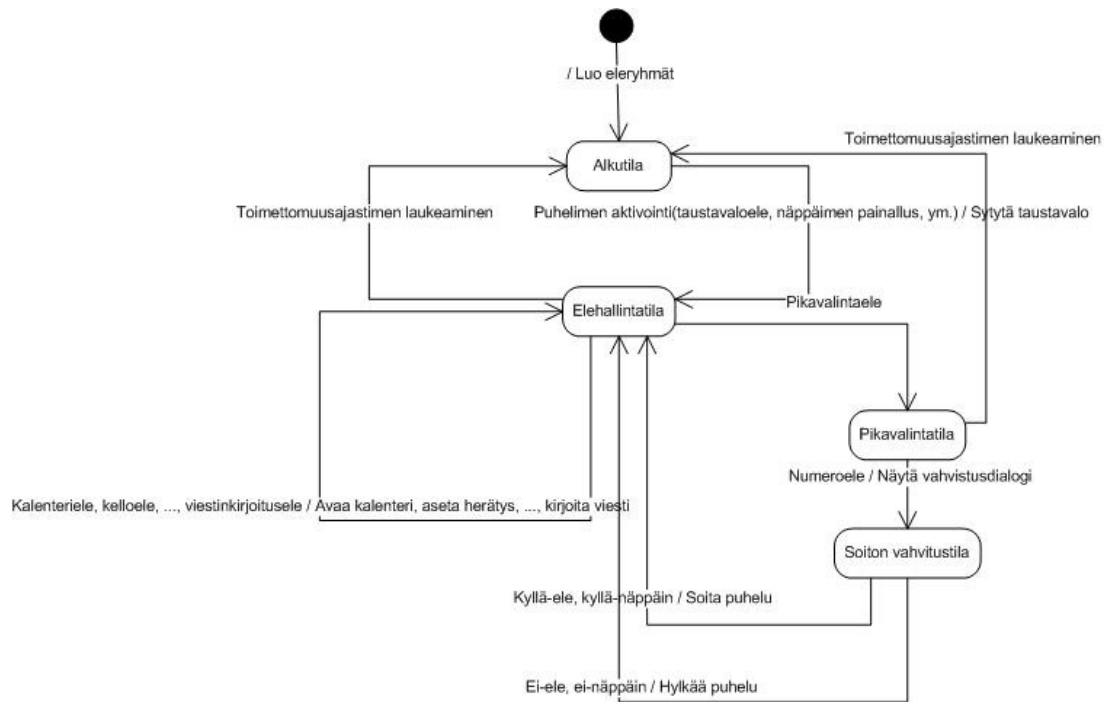 / Luo eleryhmät
Toimettomuusajastimen laukeaminen
Alkutila
Toimettomuusajastimen laukeaminen
Puhelimen aktivointi(taustavaloele, näppäimen painallus, ym.) / Sytytä taustavalo
Pikavalintaele
Elehallintatila
Pikavalintatila
Numeroele / Näytä vahvistusdialogi
Kalenteriele, kelloele, ..., viestinkirjoitusele / Avaa kalenteri, aseta herätys, ..., kirjoita viesti
Soiton vahvitustila
Kyllä-ele, kyllä-näppäin / Soita puhelu
Ei-ele, ei-näppäin / Hylkää puhelu